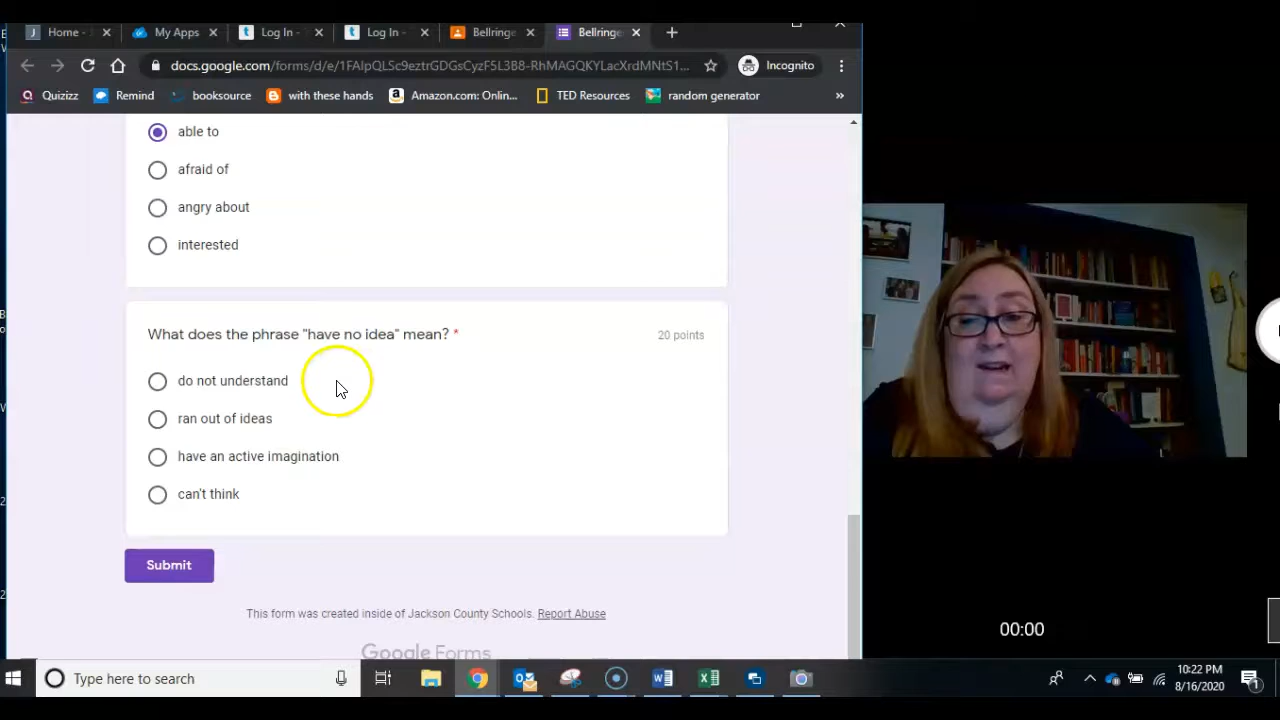 Home - My Apps Log In - Log In - Bellringe Bellringe
docs.google.com/forms/d/e/1FAIpQLSc9eztrGDGsCyzF5L3B8-RhMAGQKYLacXrdMNtS1... Incognito
Quizizz Remind booksource with these hands Amazon.com: Onlin... TED Resources random generator »
able to
afraid of
angry about
interested
What does the phrase "have no idea" mean? * 20 points
do not understand
ran out of ideas
have an active imagination
can't think
Submit
This form was created inside of Jackson County Schools. Report Abuse
Google Forms
00:00
Type here to search
10:22 PM
8/16/2020